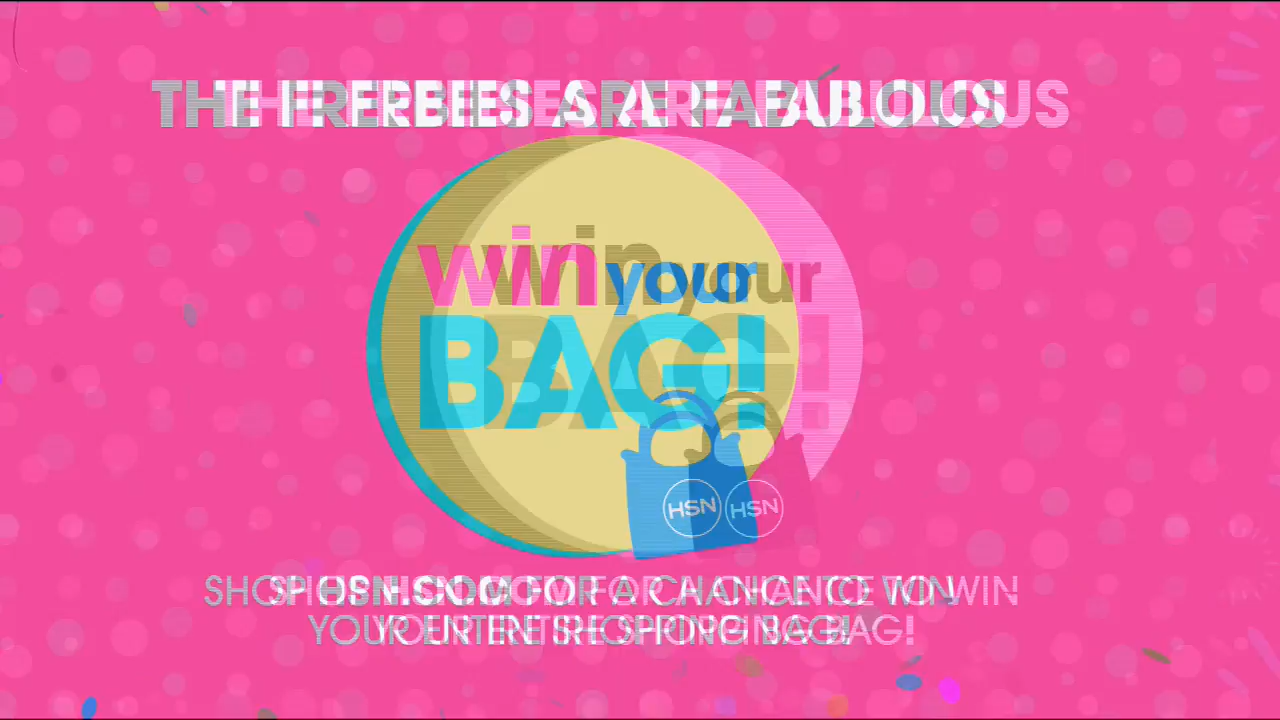 THE FREEBIES ARE FABULOUS
win your
BAG!
HSN
SHOP HSN.COM FOR A CHANCE TO WIN
YOUR ENTIRE SHOPPING BAG!